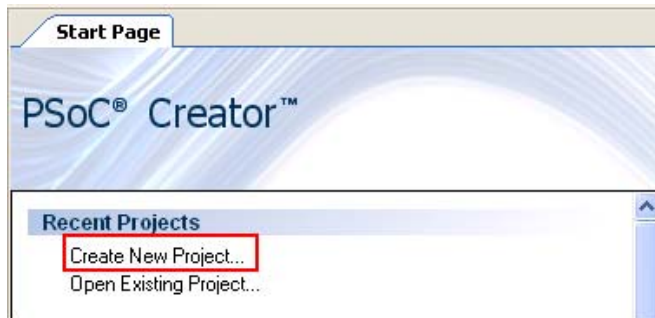 Start Page
PSoC® Creator™
Recent Projects
Create New Project...
Open Existing Project...